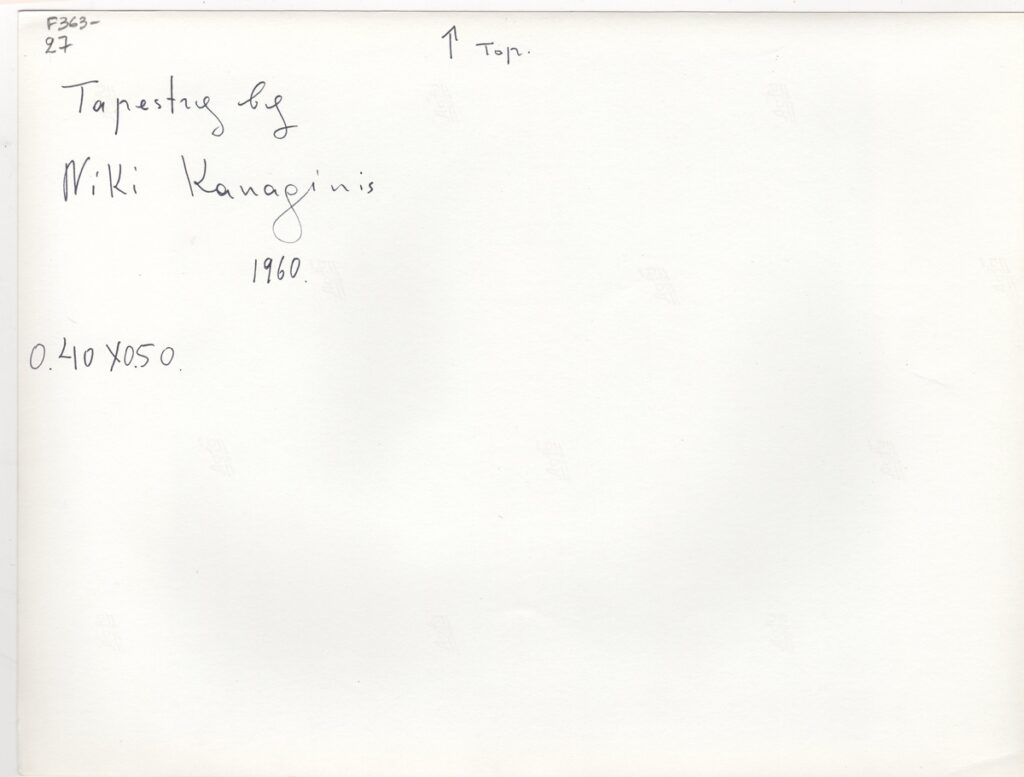 F363-
27
↑ Top.
Tapestry by
Niki Kanaginis
1960.
0.40 X 0.50.